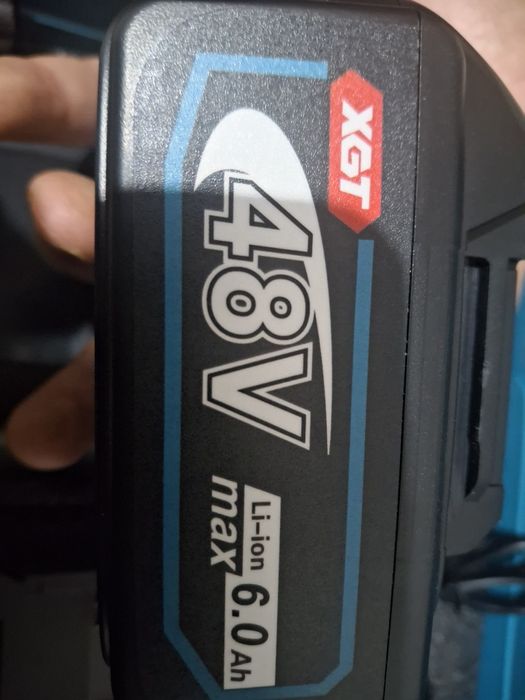 XGT
48V
max
Li-ion 6.0Ah